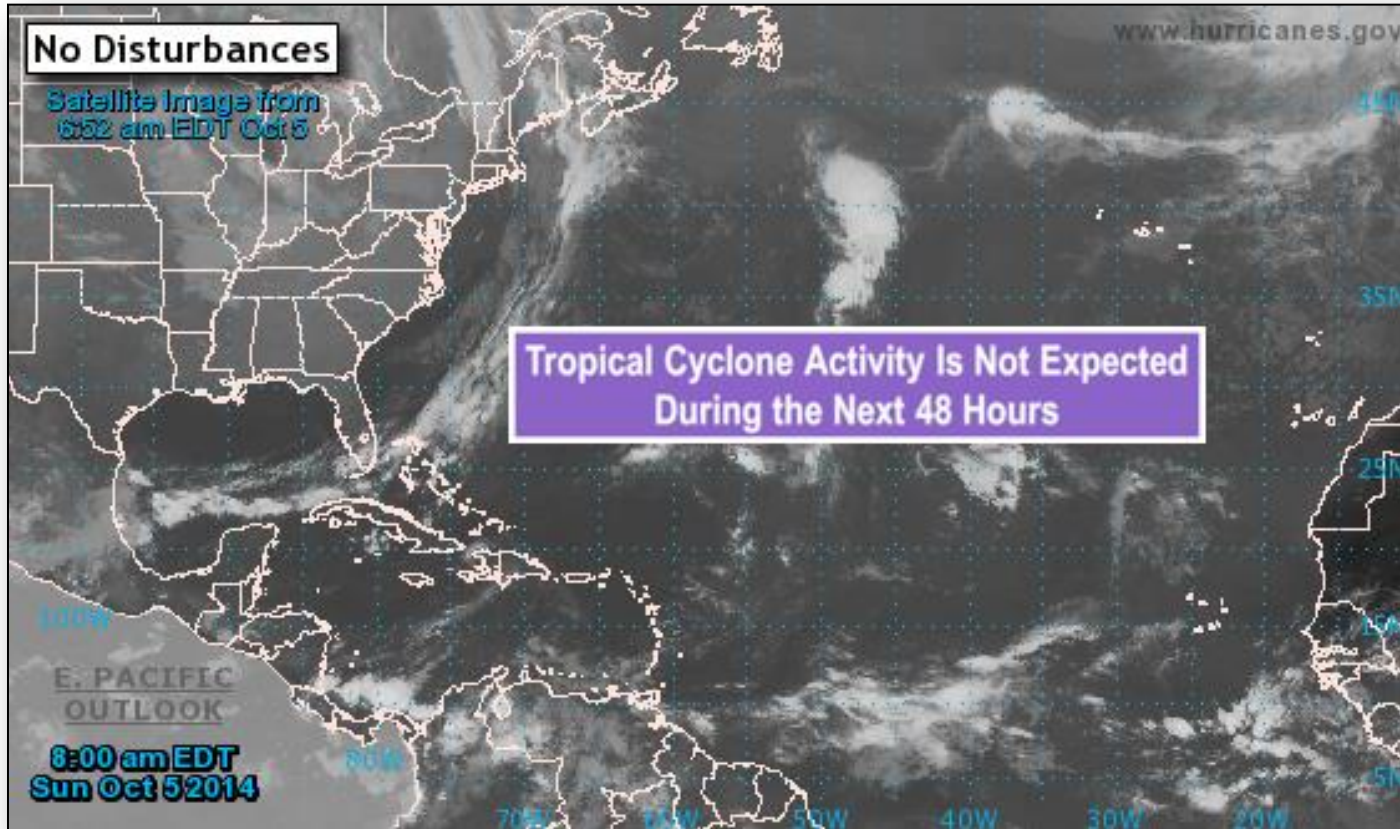 No Disturbances
www.hurricanes.gov
Satellite Image from
6:52 am EDT Oct 5
45N
35N
Tropical Cyclone Activity Is Not Expected
During the Next 48 Hours
25N
100W
15N
E. PACIFIC
OUTLOOK
8:00 am EDT
Sun Oct 5 2014
80W
5N
70W
60W
50W
40W
30W
20W